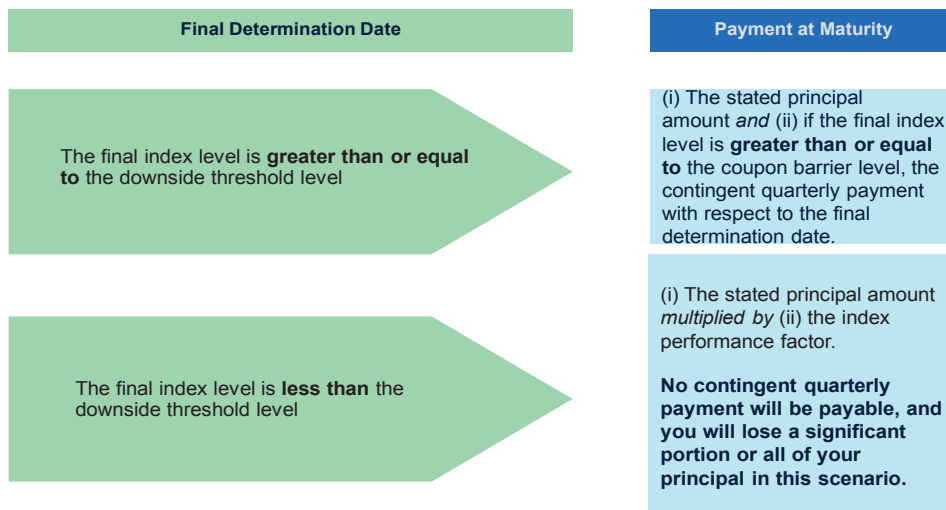 Final Determination Date
Payment at Maturity
The final index level is greater than or equal
to the downside threshold level
(i) The stated principal
amount and (ii) if the final index
level is greater than or equal
to the coupon barrier level, the
contingent quarterly payment
with respect to the final
determination date.
The final index level is less than the
downside threshold level
(i) The stated principal amount
multiplied by (ii) the index
performance factor.
No contingent quarterly
payment will be payable, and
you will lose a significant
portion or all of your
principal in this scenario.